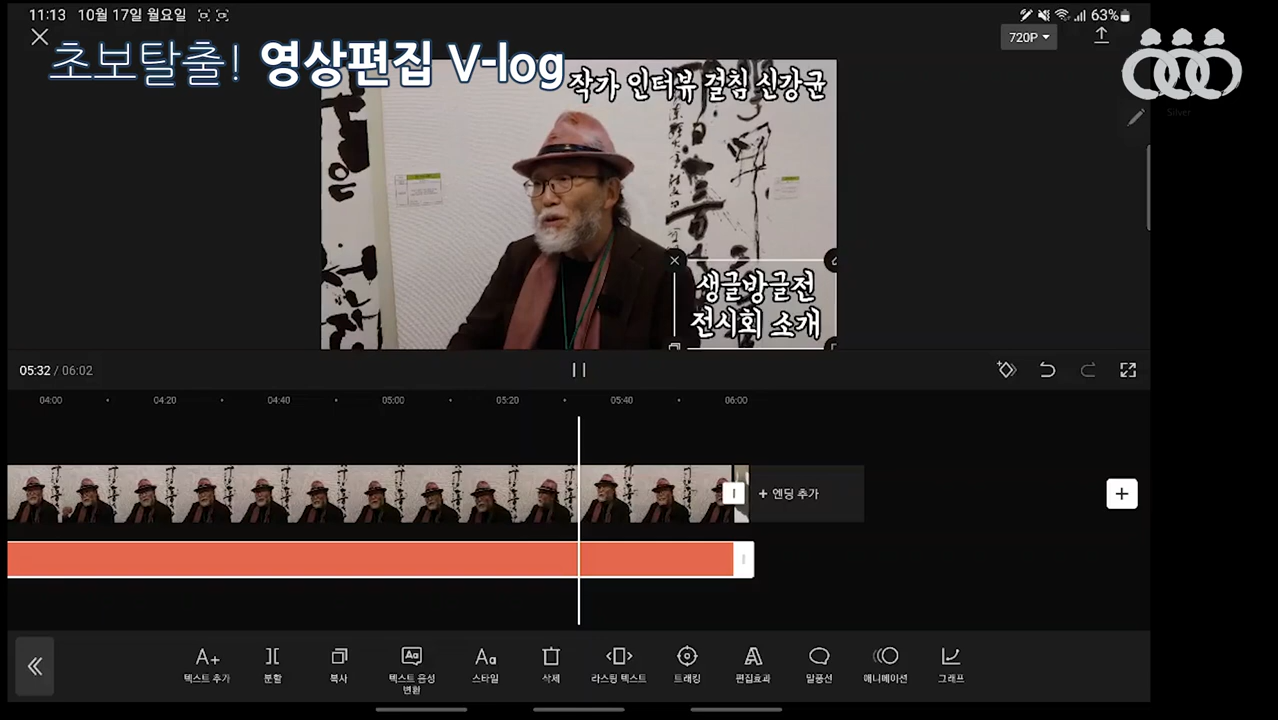 11:13 10월 17일 월요일
63%
720P
초보탈출! 영상편집 V-log
작가 인터뷰 걸침 신강균
Silver
생글방글전
전시회 소개
05:32 / 06:02
04:00 04:20 04:40 05:00 05:20 05:40 06:00
+ 엔딩 추가
텍스트 추가
분할
복사
텍스트 음성
변환
스타일
삭제
라스팅 텍스트
트래킹
편집효과
말풍선
애니메이션
그래프